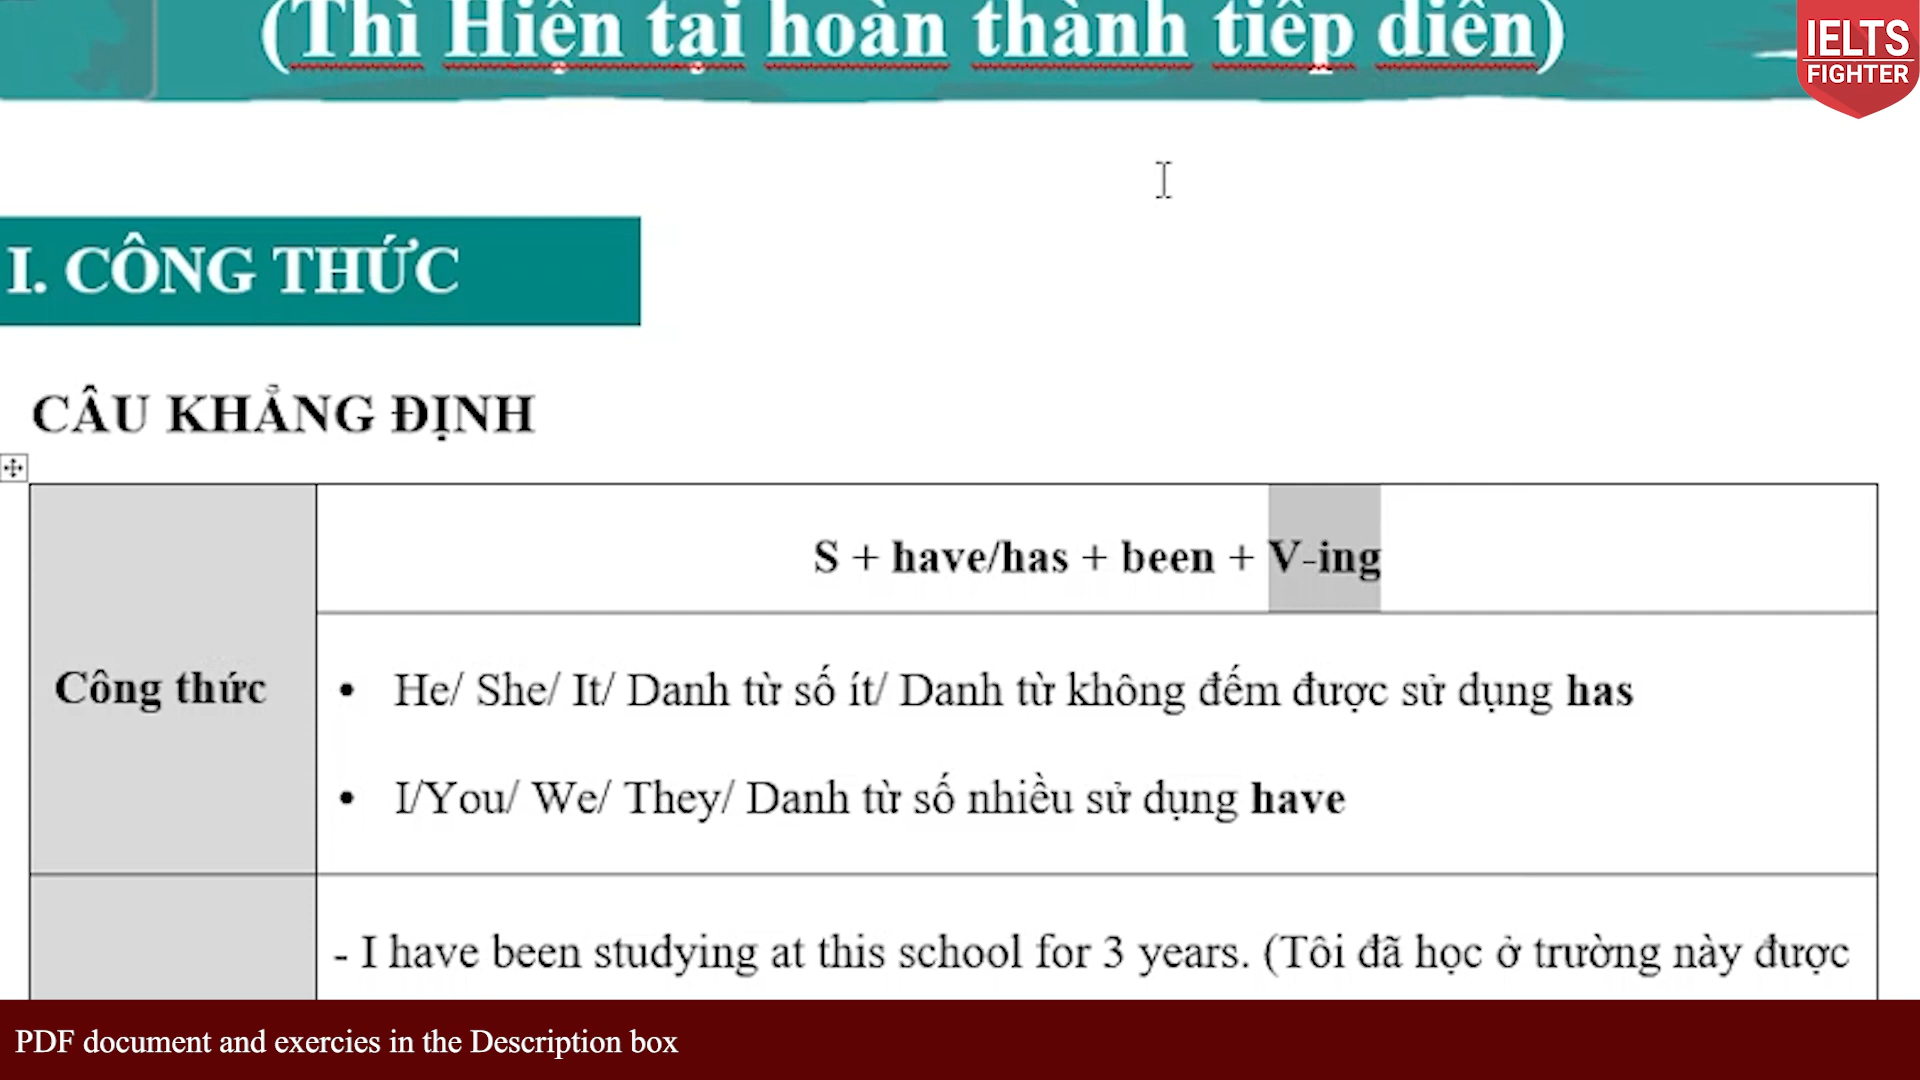 (Thì Hiện tại hoàn thành tiếp diễn)
IELTS
FIGHTER
I. CÔNG THỨC
CÂU KHẲNG ĐỊNH
S + have/has + been + V-ing
Công thức
• He/ She/ It/ Danh từ số ít/ Danh từ không đếm được sử dụng has
• I/You/ We/ They/ Danh từ số nhiều sử dụng have
- I have been studying at this school for 3 years. (Tôi đã học ở trường này được
PDF document and exercies in the Description box